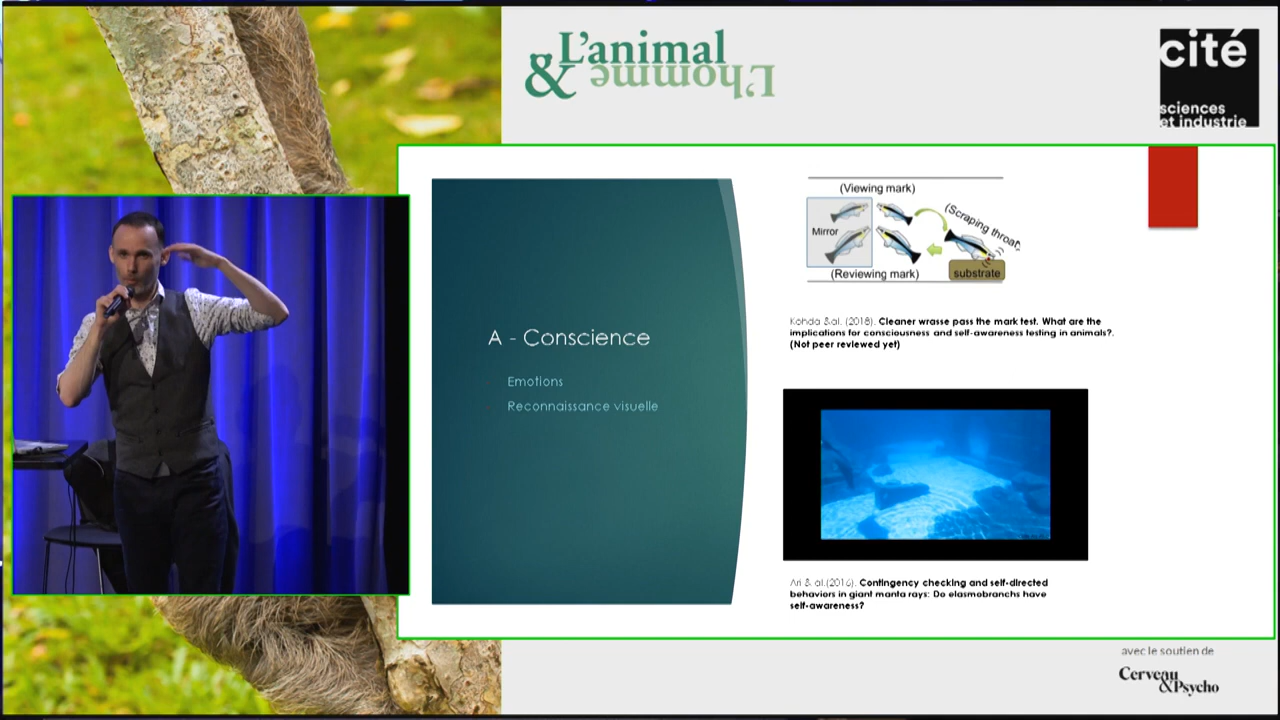 L'animal
& L'homme
cité
sciences
et industrie
(Viewing mark)
(Scraping throat)
Mirror
(Reviewing mark)
substrate
Kohda &al. (2018). Cleaner wrasse pass the mark test. What are the
implications for consciousness and self-awareness testing in animals?.
(Not peer reviewed yet)
A - Conscience
Emotions
Reconnaissance visuelle
Ari & al.(2016). Contingency checking and self-directed
behaviors in giant manta rays: Do elasmobranchs have
self-awareness?
avec le soutien de
Cerveau
&Psycho